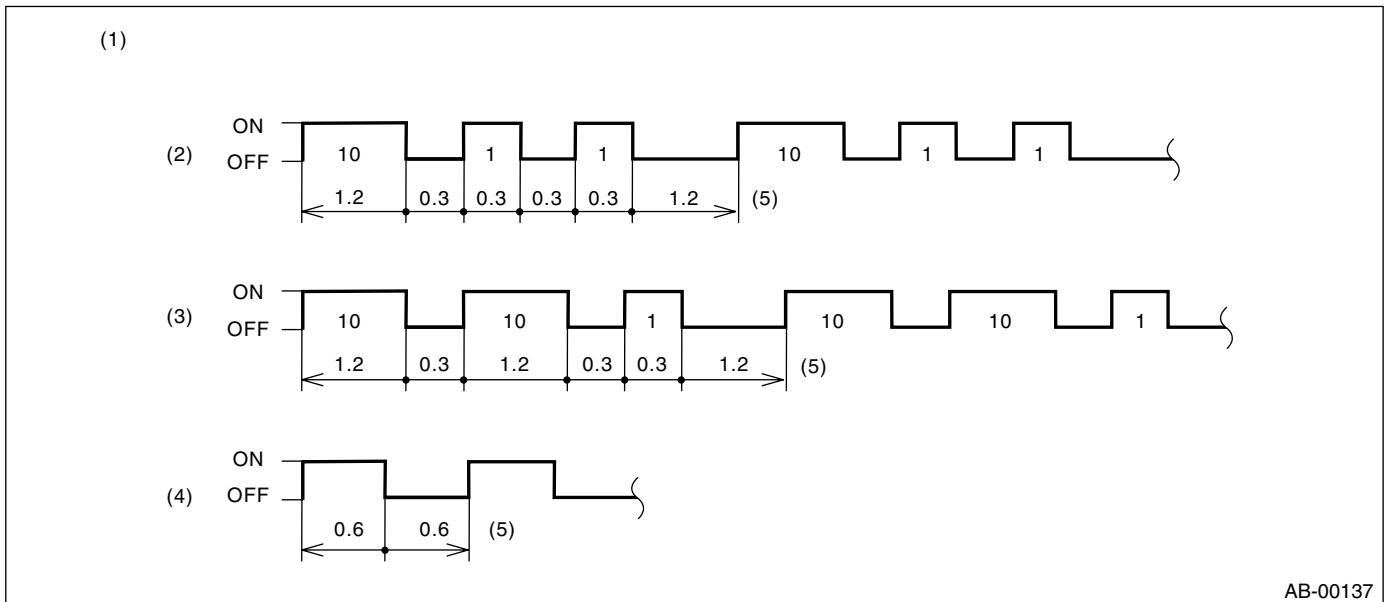 (1)
ON
(2) OFF 10 1 1 10 1 1
1.2 0.3 0.3 0.3 0.3 1.2 (5)
ON
(3) OFF 10 10 1 10 10 1
1.2 0.3 1.2 0.3 0.3 1.2 (5)
ON
(4) OFF
0.6 0.6 (5)
AB-00137